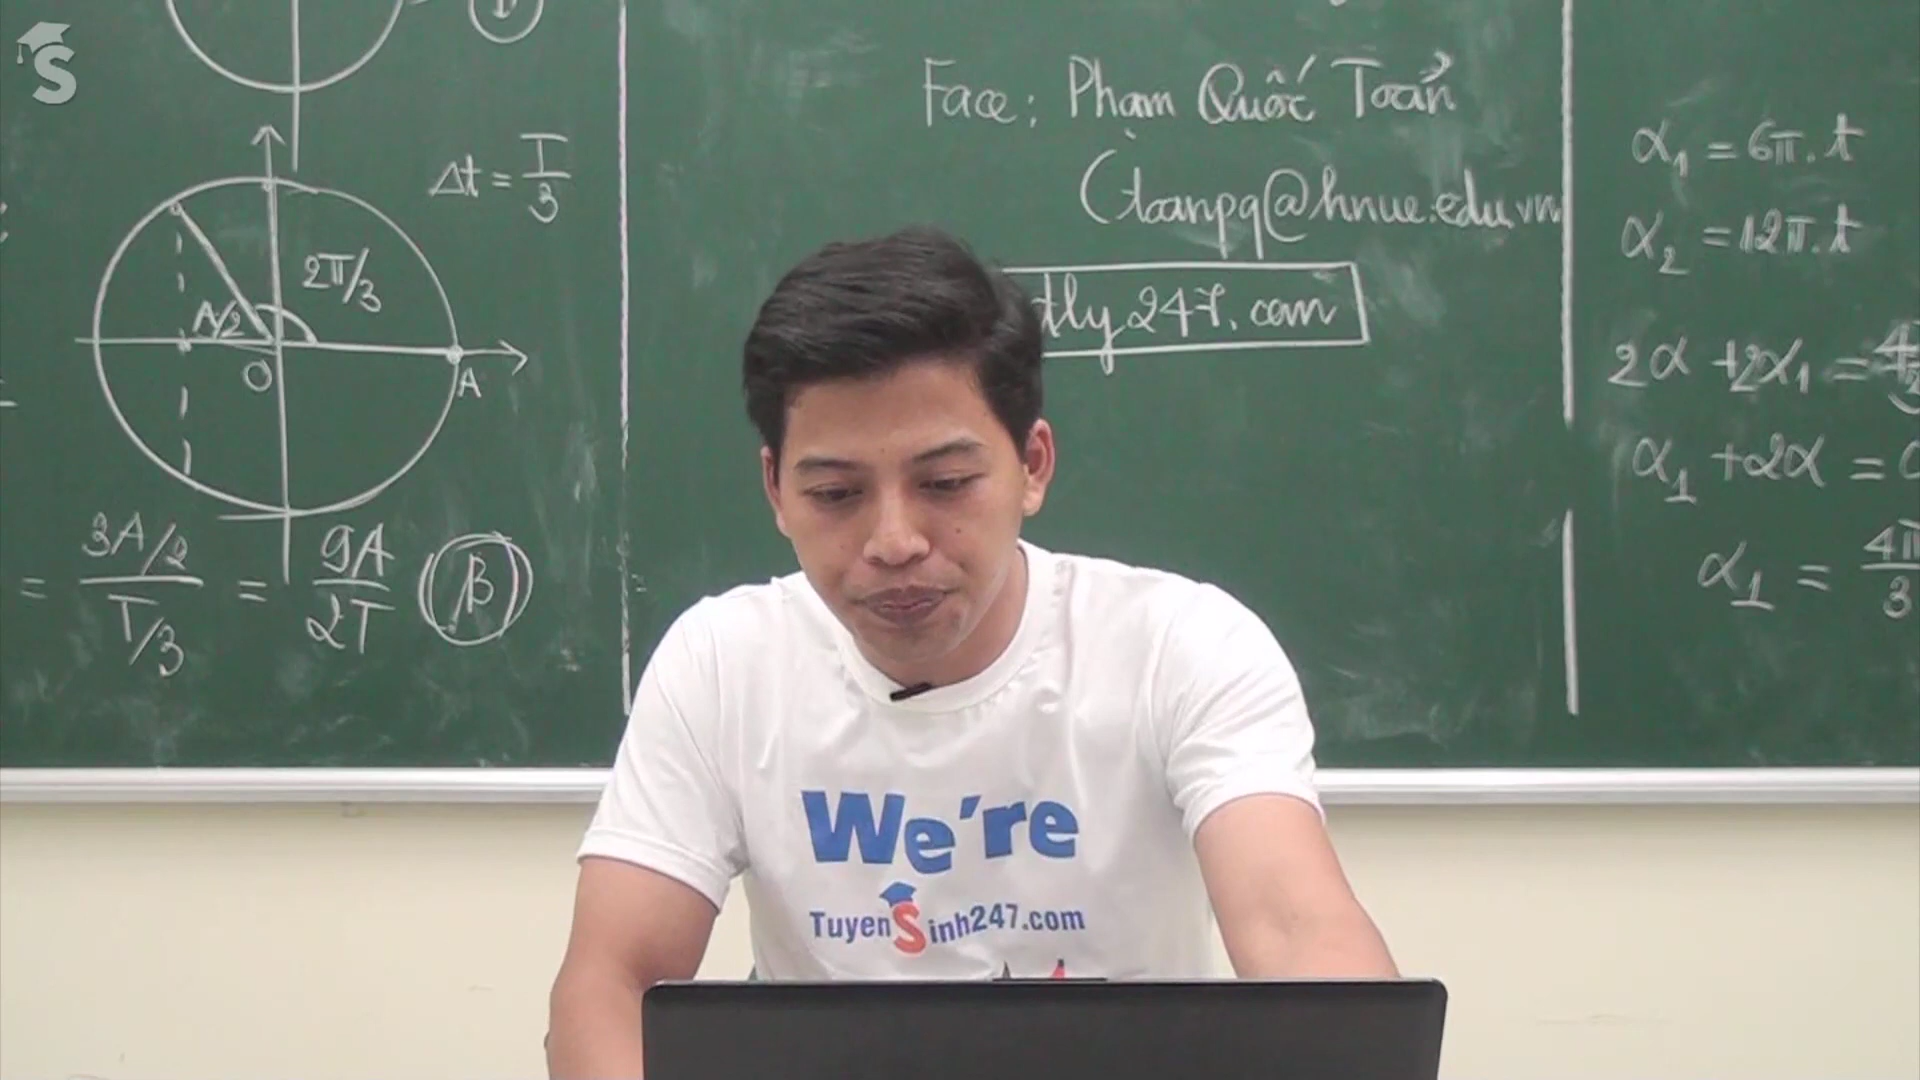 S
Δt = T/3
2π/3
A/2
O
A
= 3A/2 / T/3 = 9A / 2T (B)
Face: Phạm Quốc Toản
(toanpq@hnue.edu.vn
tly247.com
α₁ = 6π.t
α₂ = 12π.t
2α + 2α₁ =
α₁ + 2α =
α₁ = 4π / 3
We're
TuyenSinh247.com